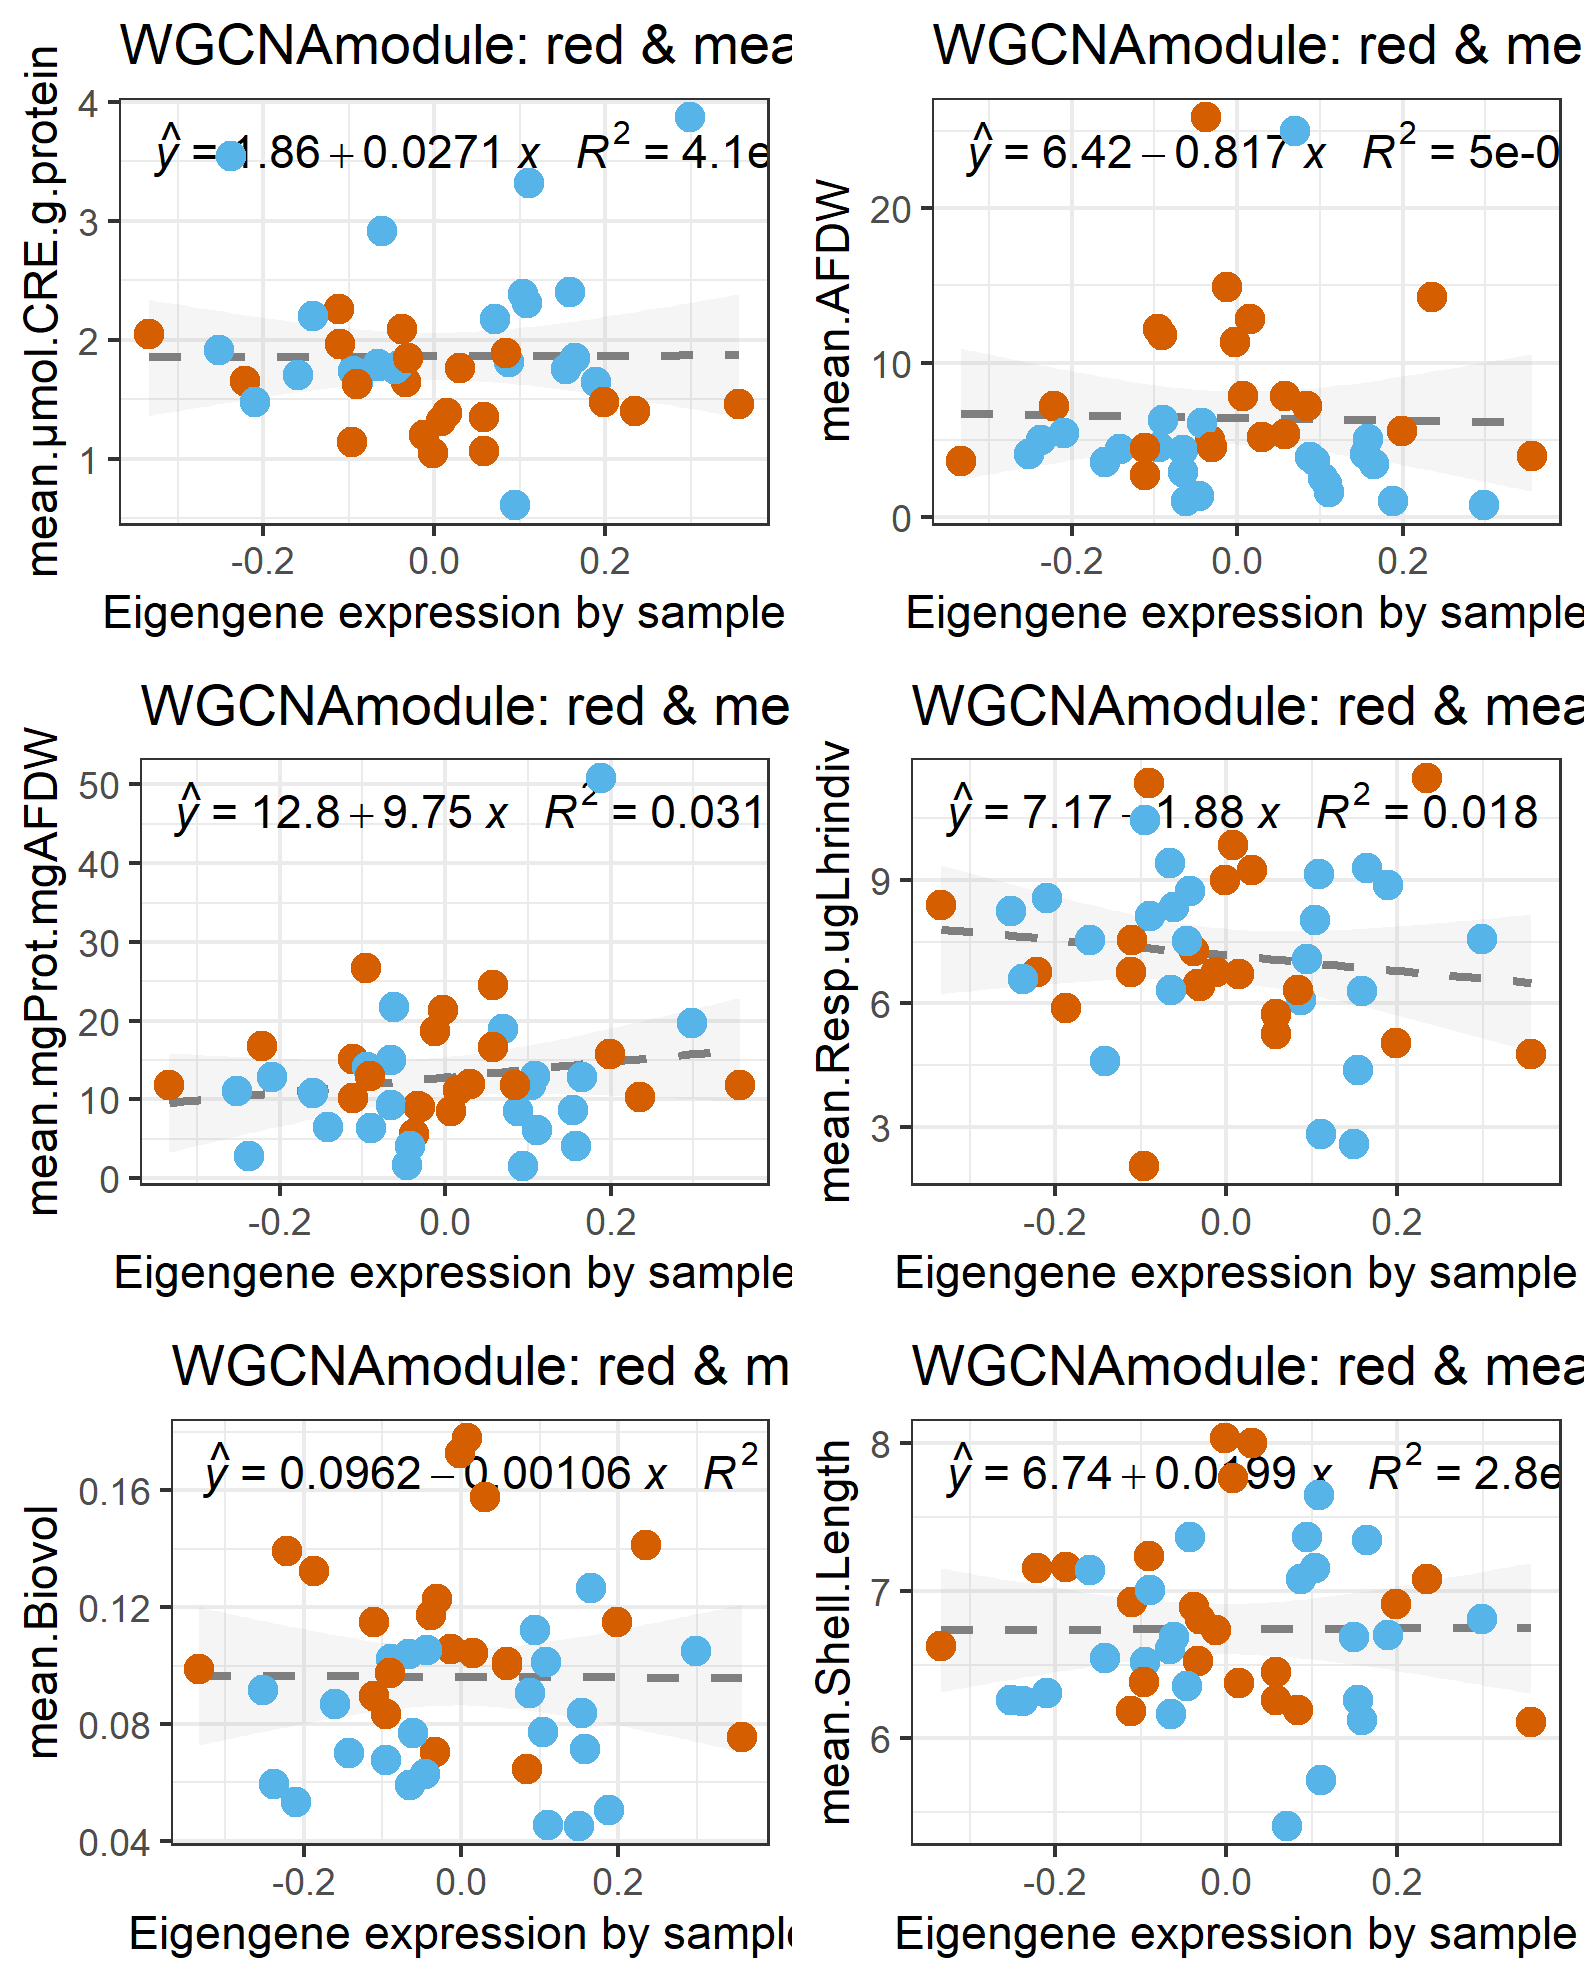 WGCNAmodule: red & mea
ŷ = 1.86 + 0.0271 x R² = 4.1e
mean.µmol.CRE.g.protein
4
3
2
1
-0.2 0.0 0.2
Eigengene expression by sample
WGCNAmodule: red & me
ŷ = 6.42 − 0.817 x R² = 5e-0
mean.AFDW
20
10
0
-0.2 0.0 0.2
Eigengene expression by sample
WGCNAmodule: red & me
ŷ = 12.8 + 9.75 x R² = 0.031
mean.mgProt.mgAFDW
50
40
30
20
10
0
-0.2 0.0 0.2
Eigengene expression by sample
WGCNAmodule: red & mea
ŷ = 7.17 − 1.88 x R² = 0.018
mean.Resp.ugLhrindiv
9
6
3
-0.2 0.0 0.2
Eigengene expression by sample
WGCNAmodule: red & m
ŷ = 0.0962 − 0.00106 x R²
mean.Biovol
0.16
0.12
0.08
0.04
-0.2 0.0 0.2
Eigengene expression by sample
WGCNAmodule: red & mea
ŷ = 6.74 + 0.0199 x R² = 2.8e
mean.Shell.Length
8
7
6
-0.2 0.0 0.2
Eigengene expression by sample